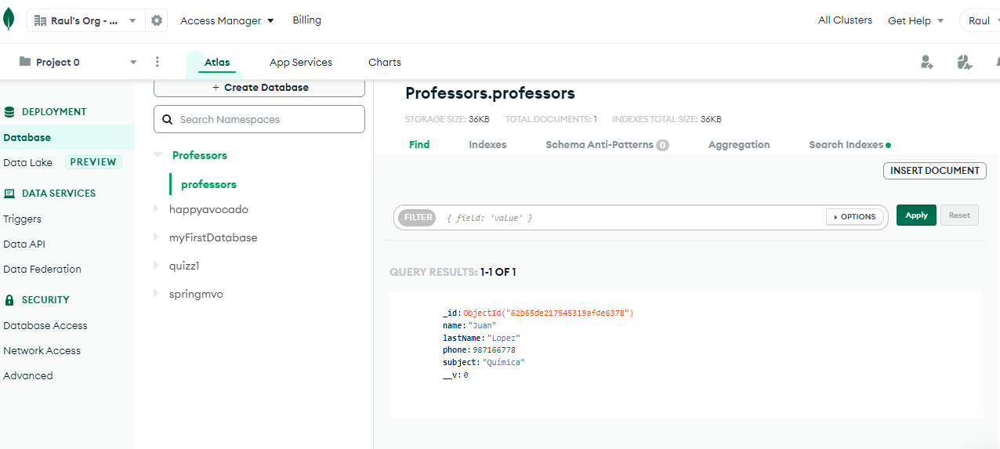 Raul's Org - ...
Access Manager
Billing
All Clusters
Get Help
Raul
Project 0
Atlas
App Services
Charts
DEPLOYMENT
Database
Data Lake PREVIEW
DATA SERVICES
Triggers
Data API
Data Federation
SECURITY
Database Access
Network Access
Advanced
+ Create Database
Search Namespaces
Professors
professors
happyavocado
myFirstDatabase
quizz1
springmvc
Professors.professors
STORAGE SIZE: 36KB TOTAL DOCUMENTS: 1 INDEXES TOTAL SIZE: 36KB
Find Indexes Schema Anti-Patterns 0 Aggregation Search Indexes
INSERT DOCUMENT
FILTER { field: 'value' } OPTIONS Apply Reset
QUERY RESULTS: 1-1 OF 1
_id: ObjectId("62b65de217545319afde6378")
name: "Juan"
lastName: "Lopez"
phone: 987166778
subject: "Química"
__v: 0